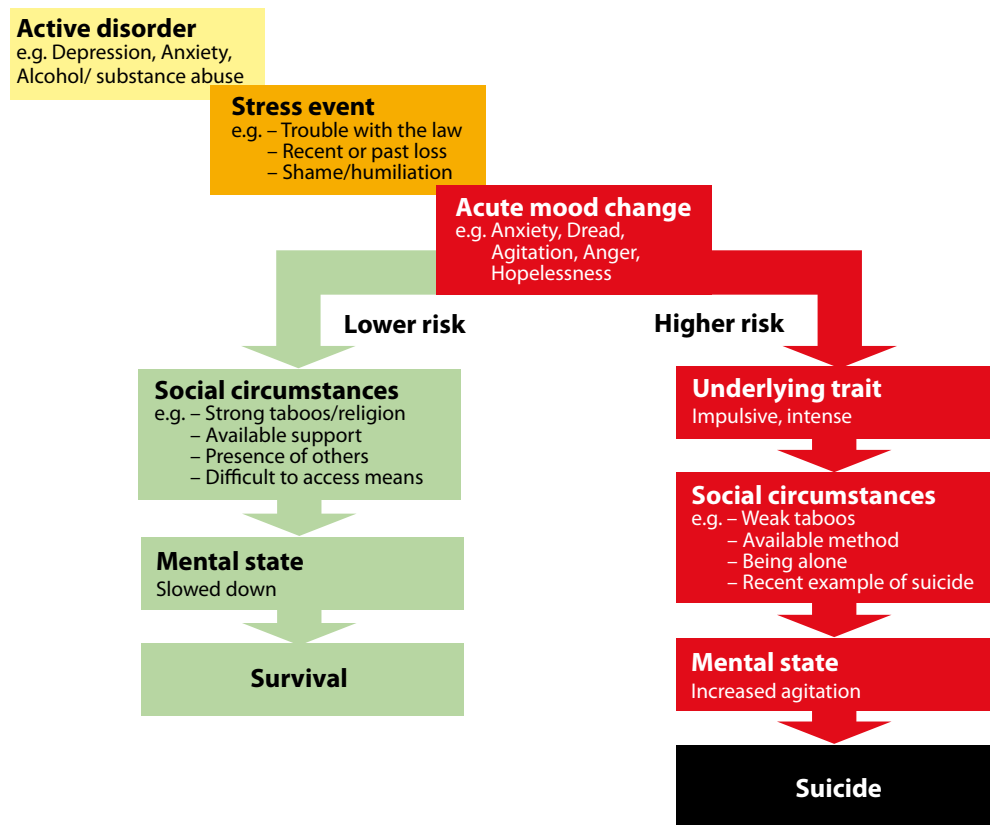 Active disorder
e.g. Depression, Anxiety,
Alcohol/ substance abuse
Stress event
e.g. – Trouble with the law
– Recent or past loss
– Shame/humiliation
Acute mood change
e.g. Anxiety, Dread,
Agitation, Anger,
Hopelessness
Lower risk
Higher risk
Social circumstances
e.g. – Strong taboos/religion
– Available support
– Presence of others
– Difficult to access means
Mental state
Slowed down
Survival
Underlying trait
Impulsive, intense
Social circumstances
e.g. – Weak taboos
– Available method
– Being alone
– Recent example of suicide
Mental state
Increased agitation
Suicide